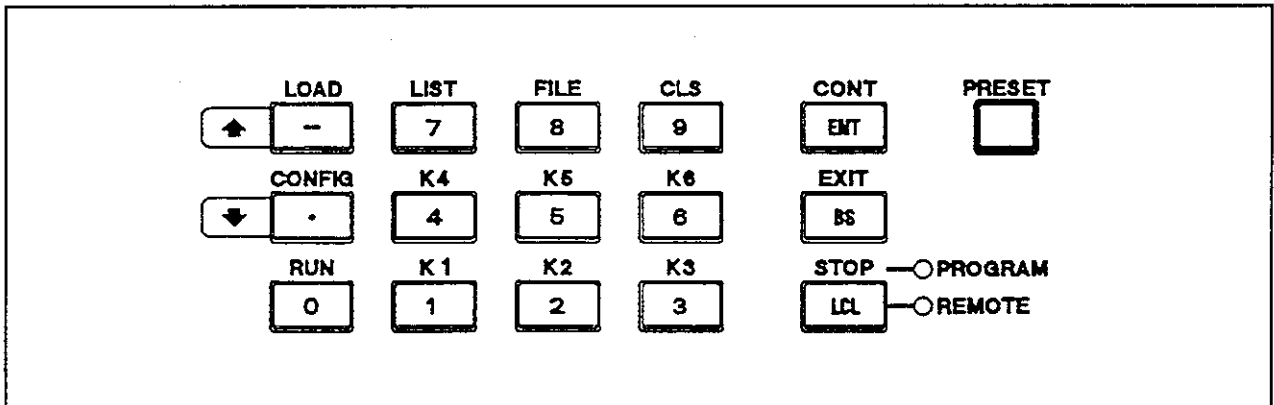 LOAD LIST FILE CLS CONT PRESET
– 7 8 9 ENT
CONFIG K4 K5 K6 EXIT
· 4 5 6 BS
RUN K1 K2 K3 STOP PROGRAM
0 1 2 3 LCL REMOTE